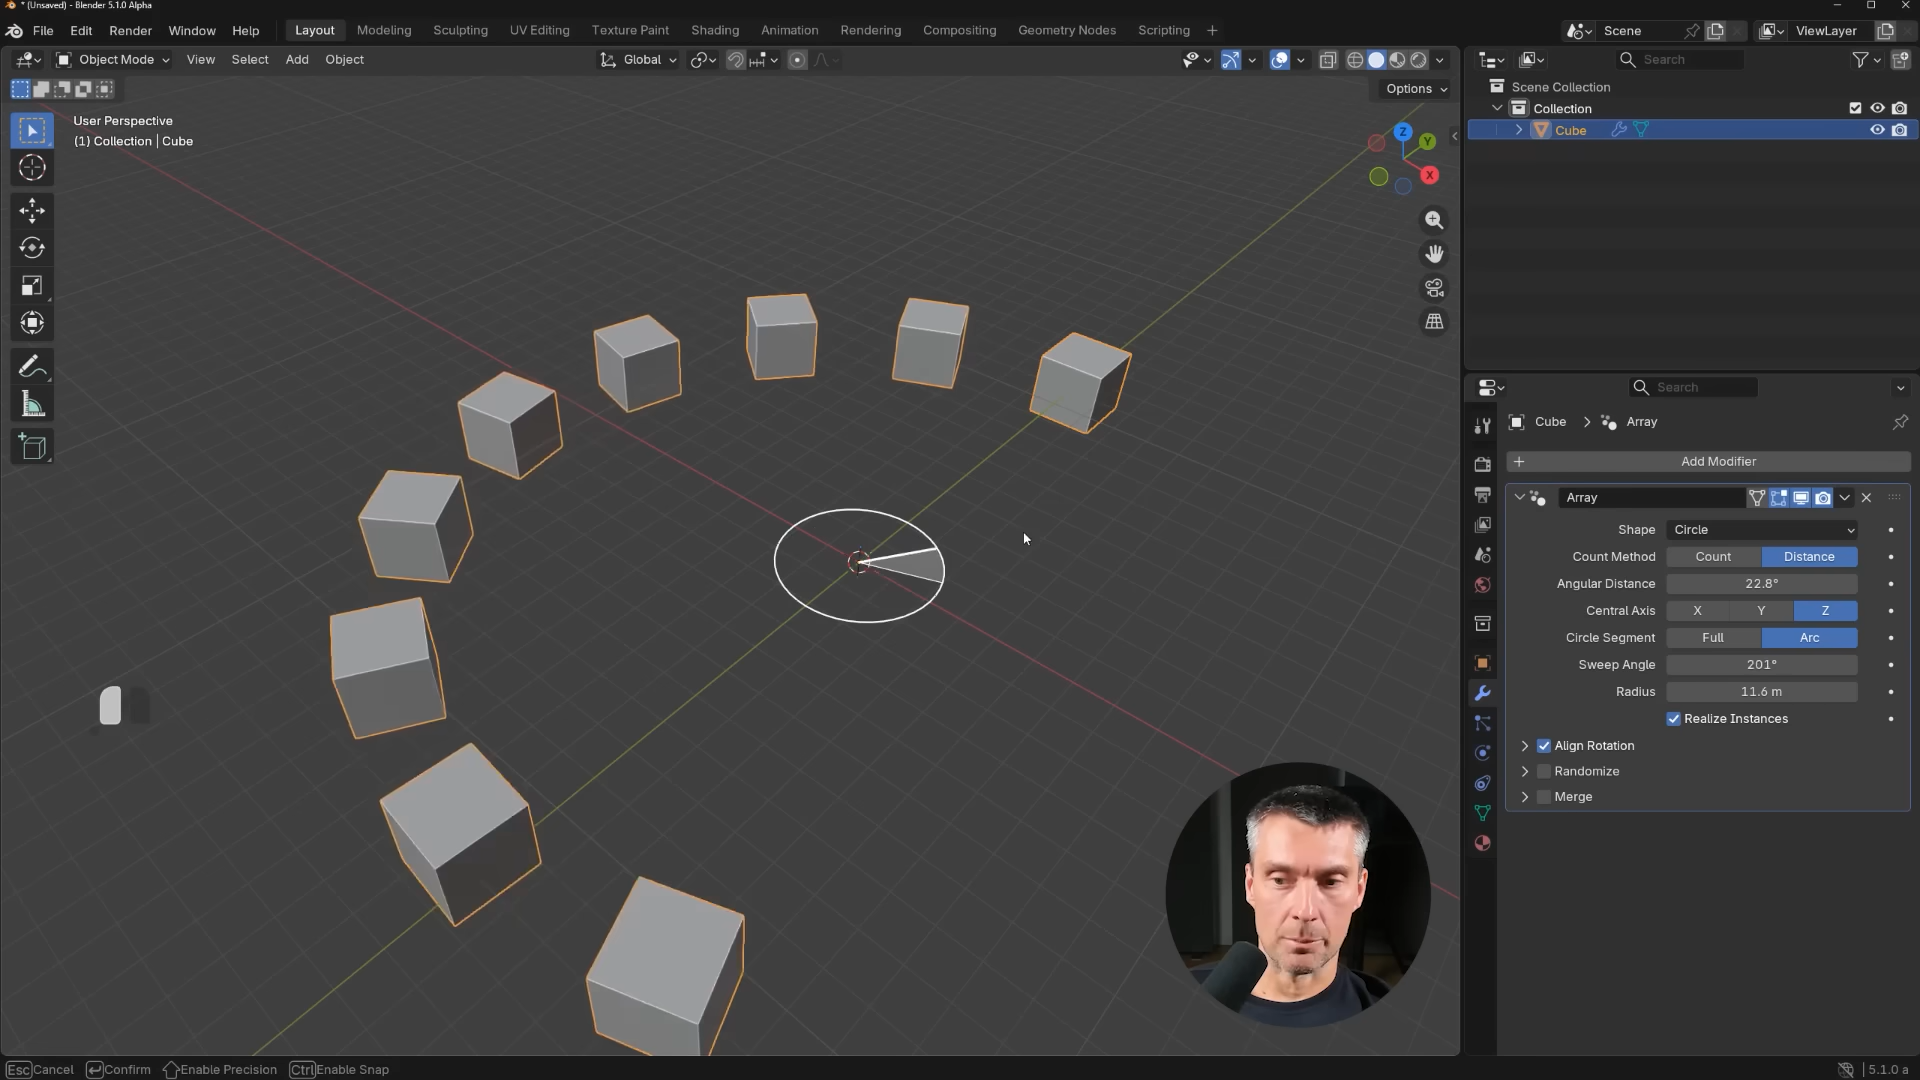 * (Unsaved) - Blender 5.1.0 Alpha
File Edit Render Window Help Layout Modeling Sculpting UV Editing Texture Paint Shading Animation Rendering Compositing Geometry Nodes Scripting + Scene ViewLayer
Object Mode View Select Add Object Global Search
Options
Scene Collection
Collection
Cube
User Perspective
(1) Collection | Cube
Z
Y
X
Search
Cube > Array
+ Add Modifier
Array
Shape Circle
Count Method Count Distance
Angular Distance 22.8°
Central Axis X Y Z
Circle Segment Full Arc
Sweep Angle 201°
Radius 11.6 m
Realize Instances
Align Rotation
Randomize
Merge
Esc Cancel Confirm Enable Precision Ctrl Enable Snap 5.1.0 a